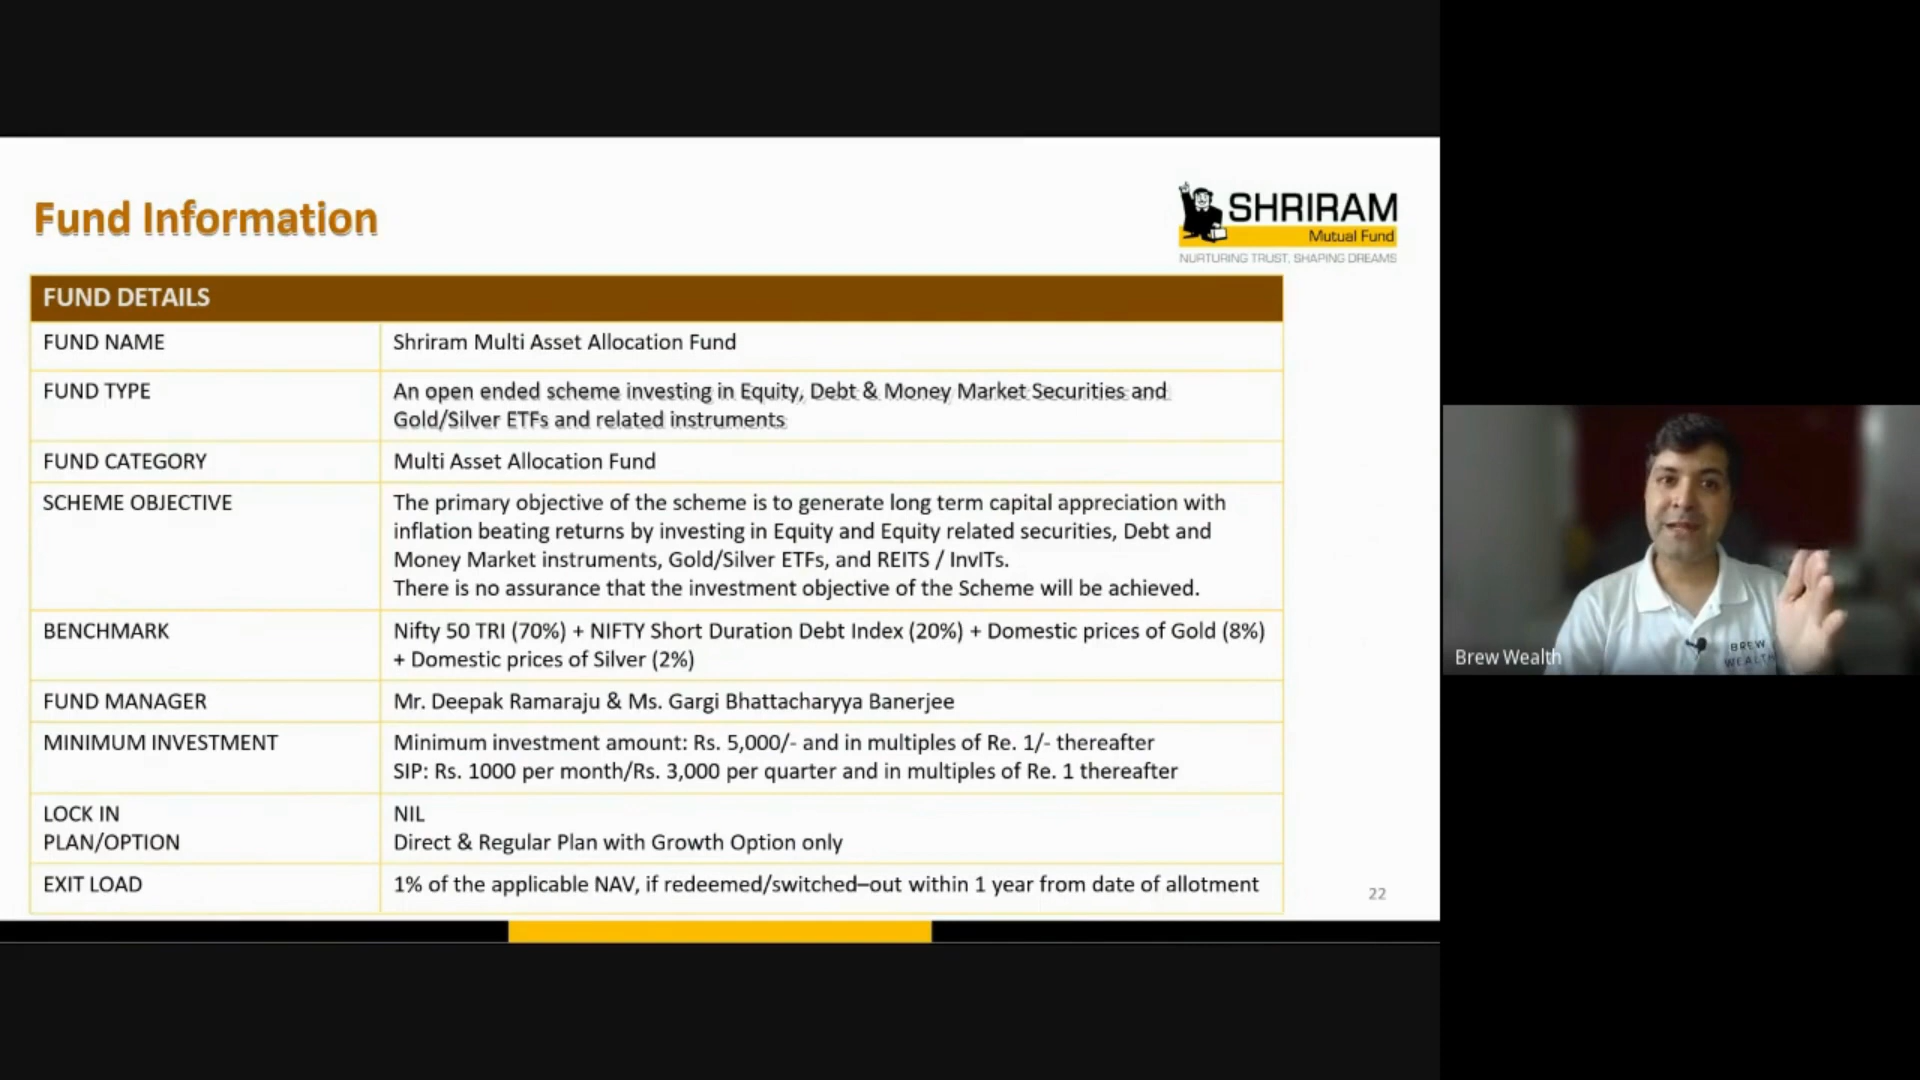 Fund Information
SHRIRAM
Mutual Fund
NURTURING TRUST, SHAPING DREAMS
FUND DETAILS
FUND NAME
Shriram Multi Asset Allocation Fund
FUND TYPE
An open ended scheme investing in Equity, Debt & Money Market Securities and
Gold/Silver ETFs and related instruments
FUND CATEGORY
Multi Asset Allocation Fund
SCHEME OBJECTIVE
The primary objective of the scheme is to generate long term capital appreciation with
inflation beating returns by investing in Equity and Equity related securities, Debt and
Money Market instruments, Gold/Silver ETFs, and REITS / InvITs.
There is no assurance that the investment objective of the Scheme will be achieved.
BENCHMARK
Nifty 50 TRI (70%) + NIFTY Short Duration Debt Index (20%) + Domestic prices of Gold (8%)
+ Domestic prices of Silver (2%)
FUND MANAGER
Mr. Deepak Ramaraju & Ms. Gargi Bhattacharyya Banerjee
MINIMUM INVESTMENT
Minimum investment amount: Rs. 5,000/- and in multiples of Re. 1/- thereafter
SIP: Rs. 1000 per month/Rs. 3,000 per quarter and in multiples of Re. 1 thereafter
LOCK IN
NIL
PLAN/OPTION
Direct & Regular Plan with Growth Option only
EXIT LOAD
1% of the applicable NAV, if redeemed/switched–out within 1 year from date of allotment
22
Brew Wealth
BREW
WEALTH